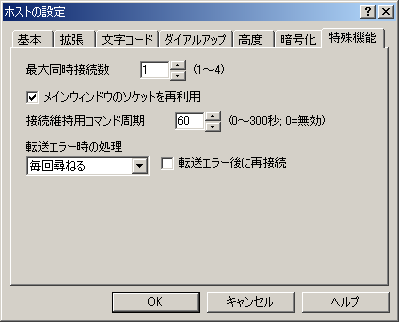 ホストの設定
基本 拡張 文字コード ダイアルアップ 高度 暗号化 特殊機能
最大同時接続数 1 (1～4)
メインウィンドウのソケットを再利用
接続維持用コマンド周期 60 (0～300秒; 0=無効)
転送エラー時の処理
毎回尋ねる 転送エラー後に再接続
OK キャンセル ヘルプ